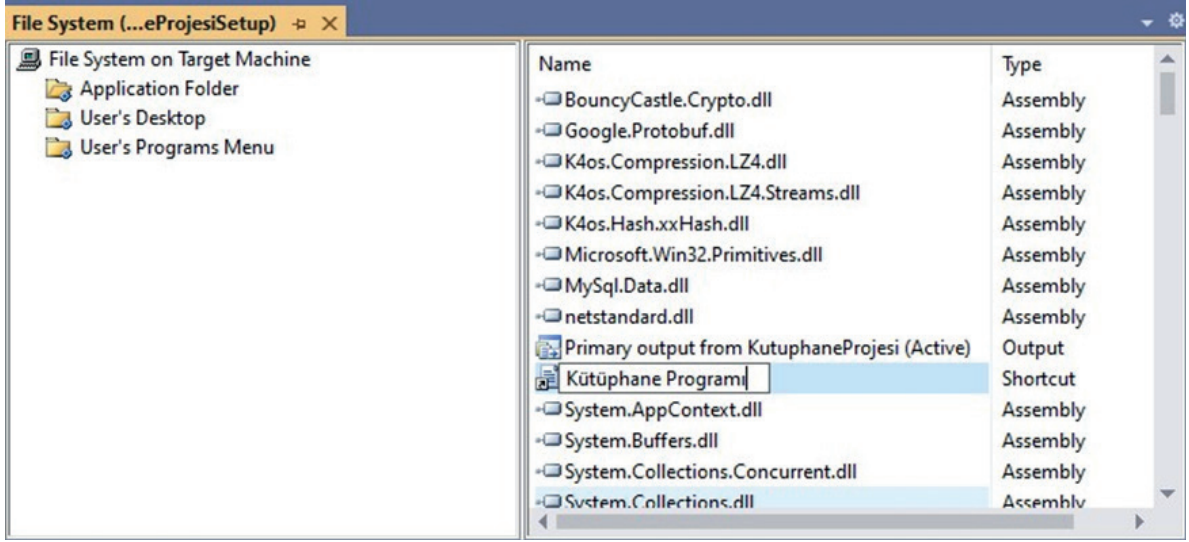 File System (...eProjesiSetup)
File System on Target Machine
Application Folder
User's Desktop
User's Programs Menu
Name Type
BouncyCastle.Crypto.dll Assembly
Google.Protobuf.dll Assembly
K4os.Compression.LZ4.dll Assembly
K4os.Compression.LZ4.Streams.dll Assembly
K4os.Hash.xxHash.dll Assembly
Microsoft.Win32.Primitives.dll Assembly
MySql.Data.dll Assembly
netstandard.dll Assembly
Primary output from KutuphaneProjesi (Active) Output
Kütüphane Programı Shortcut
System.AppContext.dll Assembly
System.Buffers.dll Assembly
System.Collections.Concurrent.dll Assembly
System.Collections.dll Assembly